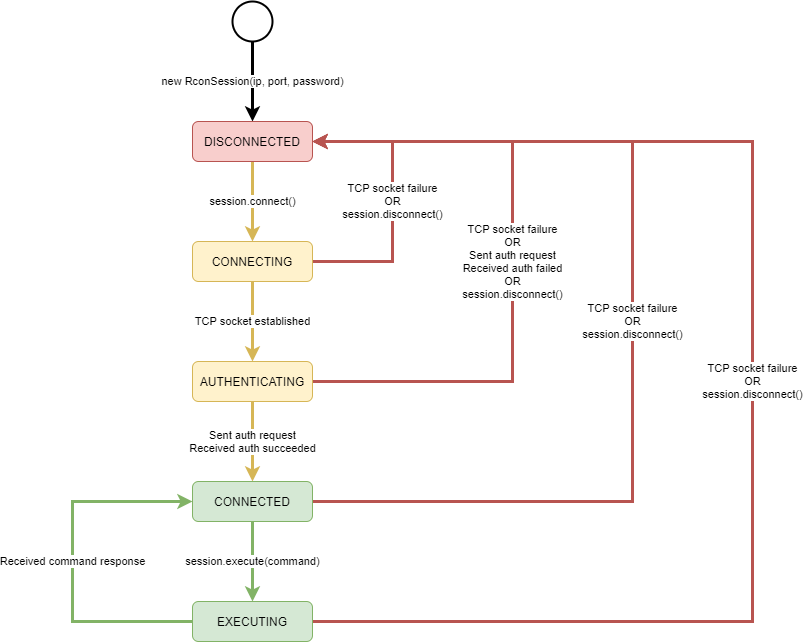 new RconSession(ip, port, password)
DISCONNECTED
TCP socket failure
OR
session.disconnect()
session.connect()
TCP socket failure
OR
Sent auth request
Received auth failed
OR
session.disconnect()
CONNECTING
TCP socket established
TCP socket failure
OR
session.disconnect()
AUTHENTICATING
TCP socket failure
OR
session.disconnect()
Sent auth request
Received auth succeeded
CONNECTED
Received command response
session.execute(command)
EXECUTING